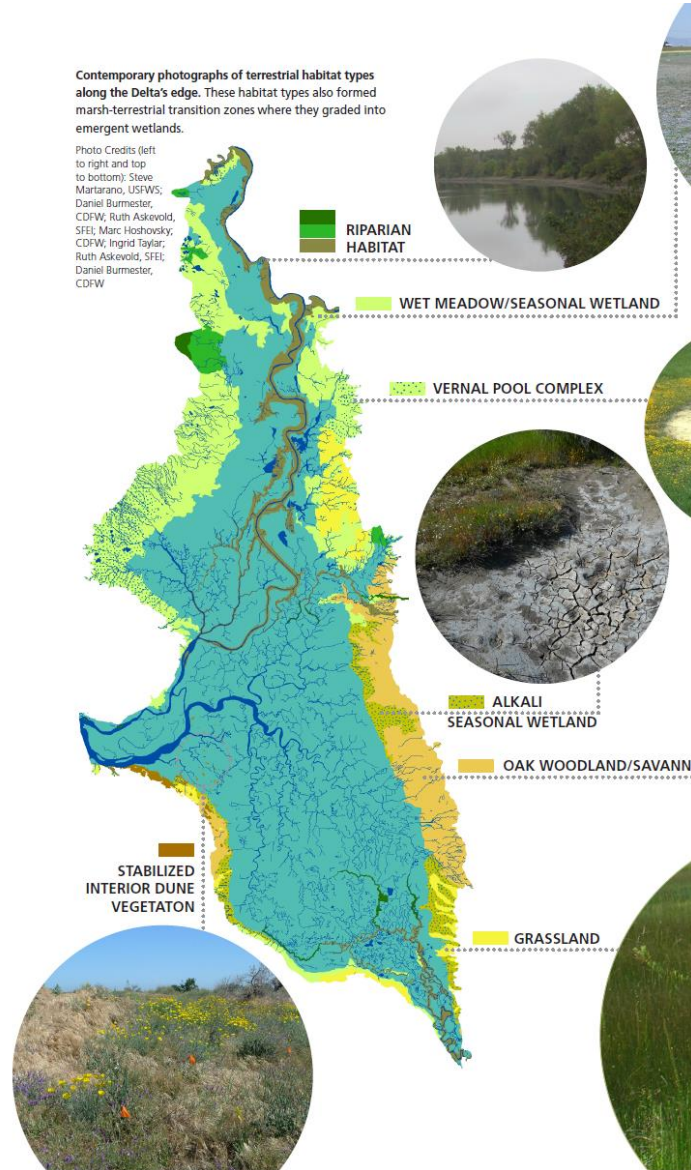 Contemporary photographs of terrestrial habitat types
along the Delta's edge. These habitat types also formed
marsh-terrestrial transition zones where they graded into
emergent wetlands.
Photo Credits (left
to right and top
to bottom): Steve
Martarano, USFWS;
Daniel Burmester,
CDFW; Ruth Askevold,
SFEI; Marc Hoshovsky,
CDFW; Ingrid Taylar;
Ruth Askevold, SFEI;
Daniel Burmester,
CDFW
RIPARIAN
HABITAT
WET MEADOW/SEASONAL WETLAND
VERNAL POOL COMPLEX
ALKALI
SEASONAL WETLAND
OAK WOODLAND/SAVANN
STABILIZED
INTERIOR DUNE
VEGETATON
GRASSLAND